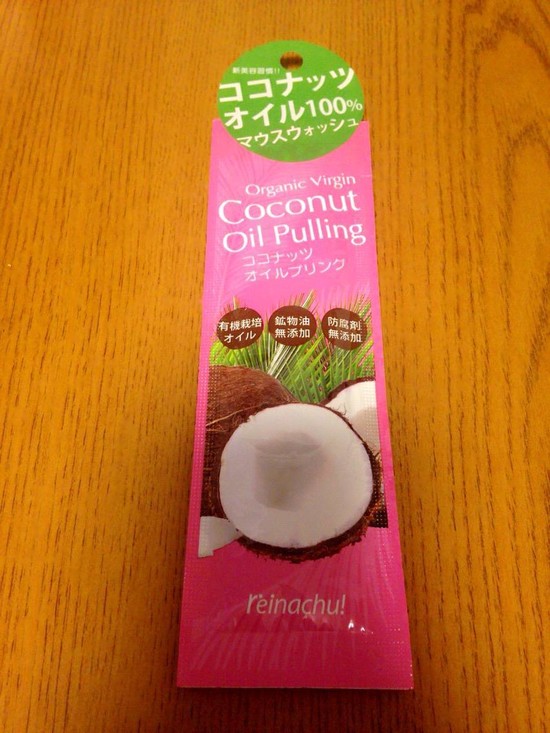 新美容習慣!!
ココナッツ
オイル100%
マウスウォッシュ
Organic Virgin
Coconut
Oil Pulling
ココナッツ
オイルプリング
有機栽培
オイル
鉱物油
無添加
防腐剤
無添加
reinachu!